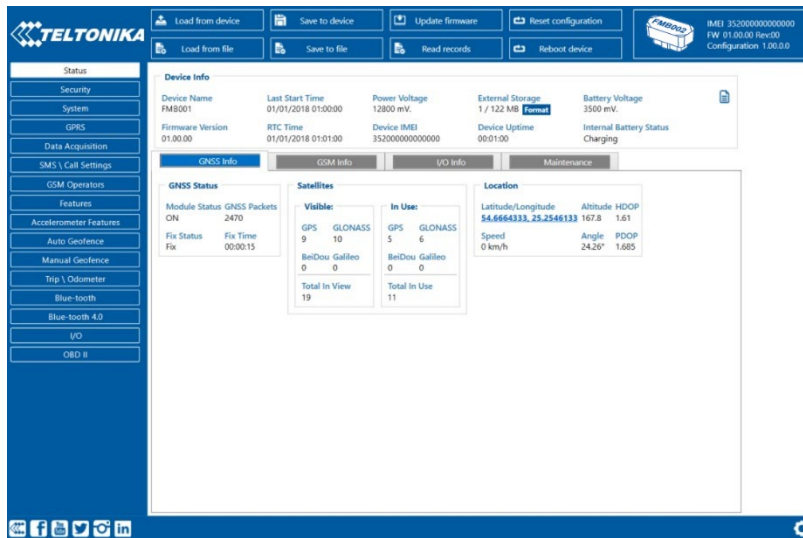 TELTONIKA
Load from device
Save to device
Update firmware
Reset configuration
Load from file
Save to file
Read records
Reboot device
FMB002
IMEI 352000000000000
FW 01.00.00 Rev:00
Configuration 1.00.0.0
Status
Security
System
GPRS
Data Acquisition
SMS \ Call Settings
GSM Operators
Features
Accelerometer Features
Auto Geofence
Manual Geofence
Trip \ Odometer
Blue-tooth
Blue-tooth 4.0
I/O
OBD II
Device Info
Device Name Last Start Time Power Voltage External Storage Battery Voltage
FMB001 01/01/2018 01:00:00 12800 mV. 1 / 122 MB Format 3500 mV.
Firmware Version RTC Time Device IMEI Device Uptime Internal Battery Status
01.00.00 01/01/2018 01:01:00 352000000000000 00:01:00 Charging
GNSS Info GSM Info I/O Info Maintenance
GNSS Status
Module Status GNSS Packets
ON 2470
Fix Status Fix Time
Fix 00:00:15
Satellites
Visible:
GPS GLONASS
9 10
BeiDou Galileo
0 0
Total In View
19
In Use:
GPS GLONASS
5 6
BeiDou Galileo
0 0
Total In Use
11
Location
Latitude/Longitude Altitude HDOP
54.6664333, 25.2546133 167.8 1.61
Speed Angle PDOP
0 km/h 24.26° 1.685